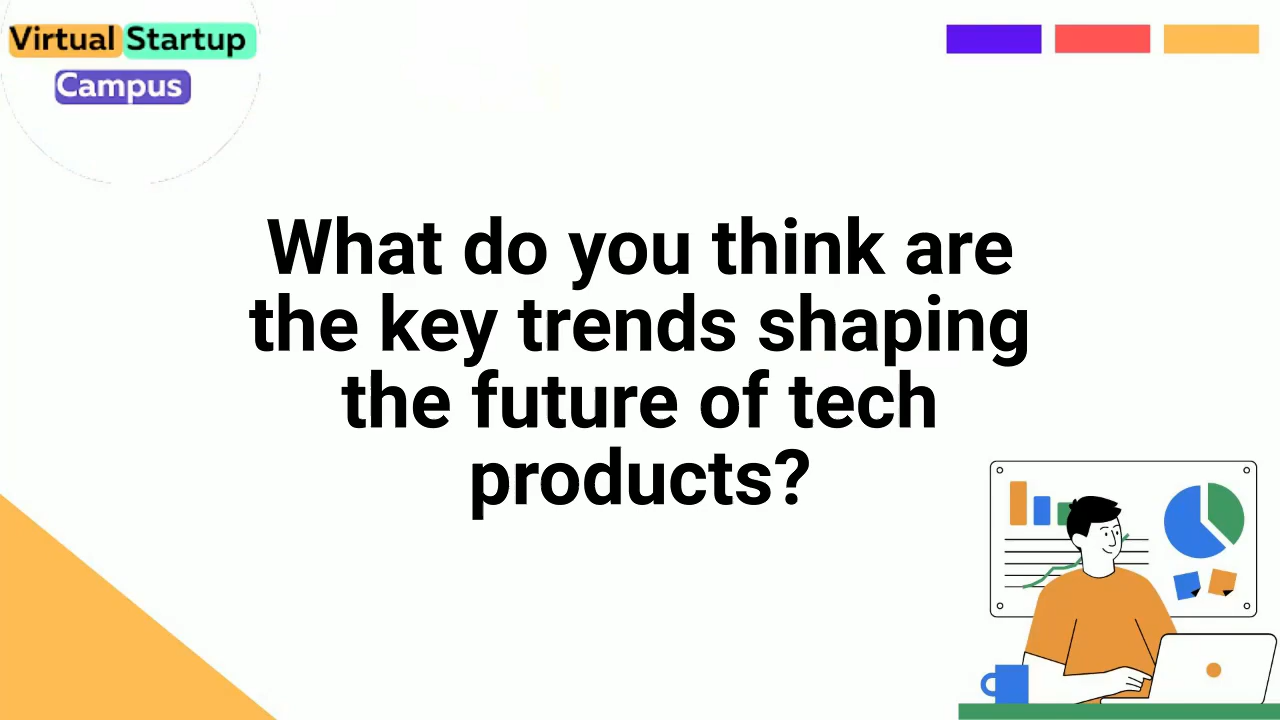 Virtual Startup
Campus
What do you think are
the key trends shaping
the future of tech
products?